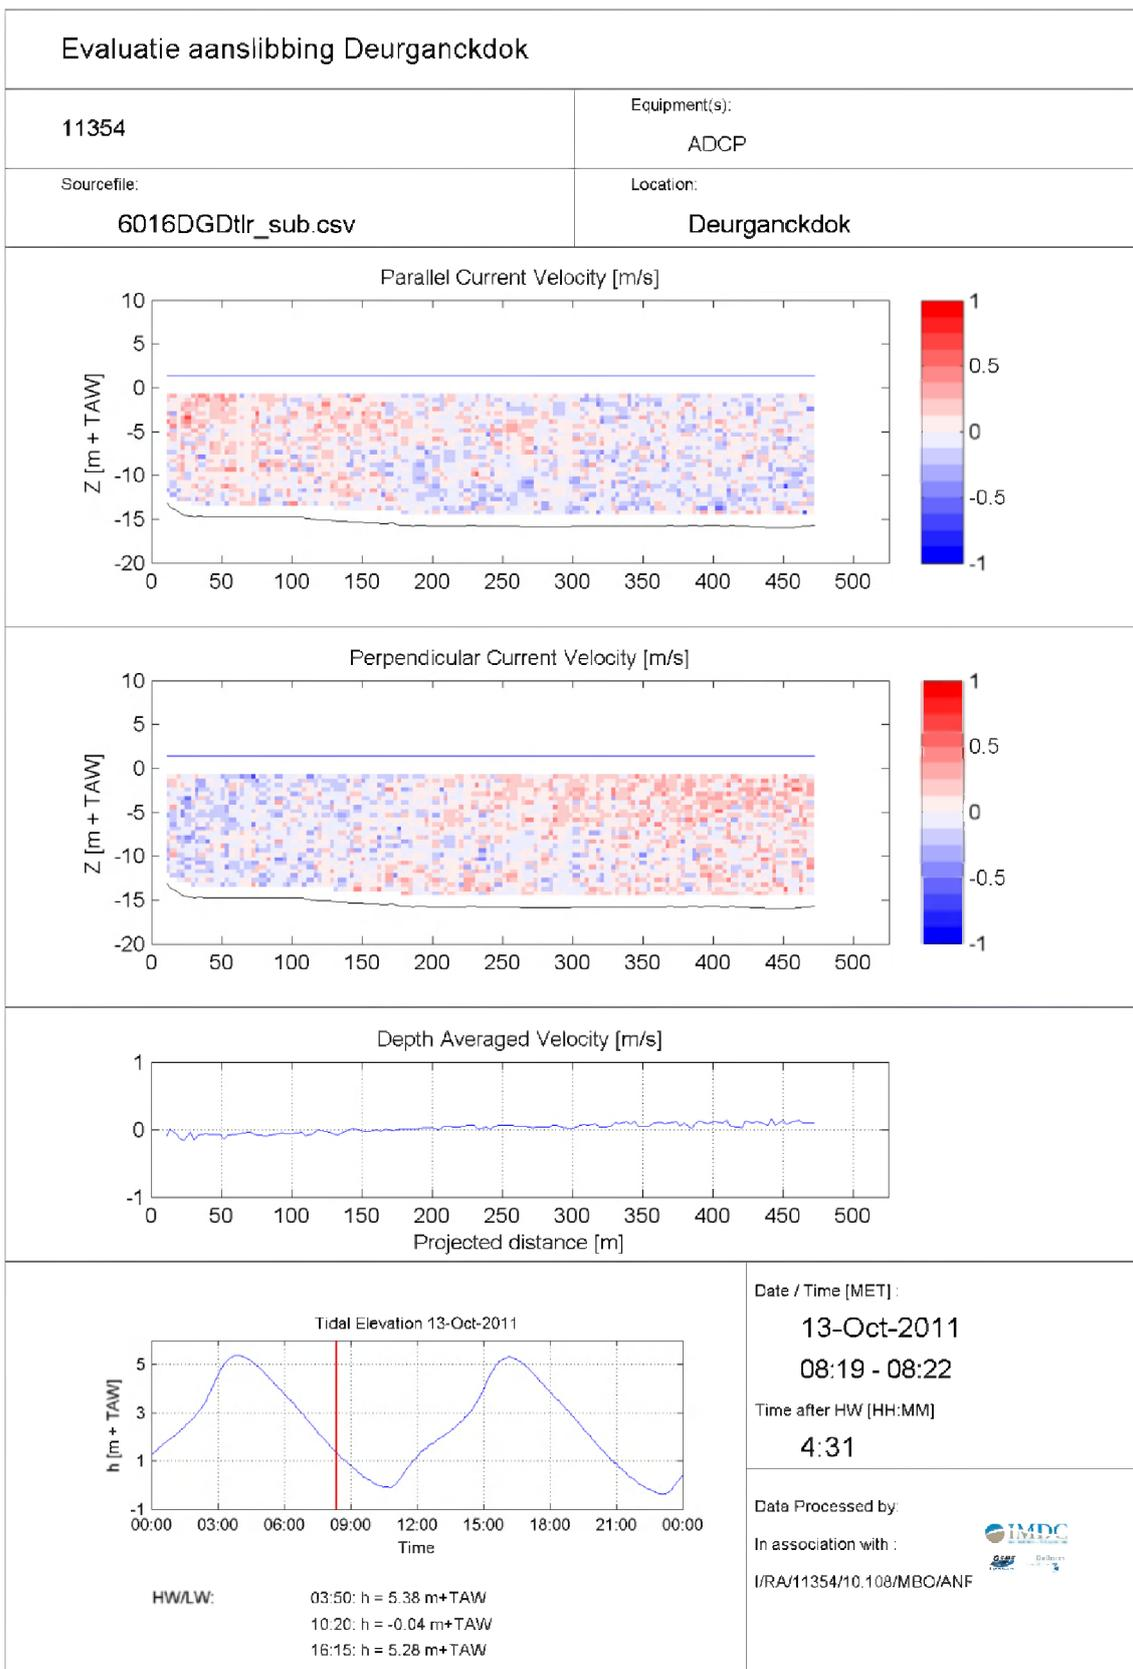 Evaluatie aanslibbing Deurganckdok
11354
Equipment(s):
ADCP
Sourcefile:
6016DGDtlr_sub.csv
Location:
Deurganckdok
Parallel Current Velocity [m/s]
Z [m + TAW]
10
5
0
-5
-10
-15
-20
0 50 100 150 200 250 300 350 400 450 500
1
0.5
0
-0.5
-1
Perpendicular Current Velocity [m/s]
Z [m + TAW]
10
5
0
-5
-10
-15
-20
0 50 100 150 200 250 300 350 400 450 500
1
0.5
0
-0.5
-1
Depth Averaged Velocity [m/s]
1
0
-1
0 50 100 150 200 250 300 350 400 450 500
Projected distance [m]
Tidal Elevation 13-Oct-2011
h [m + TAW]
5
3
1
-1
00:00 03:00 06:00 09:00 12:00 15:00 18:00 21:00 00:00
Time
HW/LW:
03:50: h = 5.38 m+TAW
10:20: h = -0.04 m+TAW
16:15: h = 5.28 m+TAW
Date / Time [MET] :
13-Oct-2011
08:19 - 08:22
Time after HW [HH:MM]
4:31
Data Processed by:
IMDC
In association with :
I/RA/11354/10.108/MBO/ANF